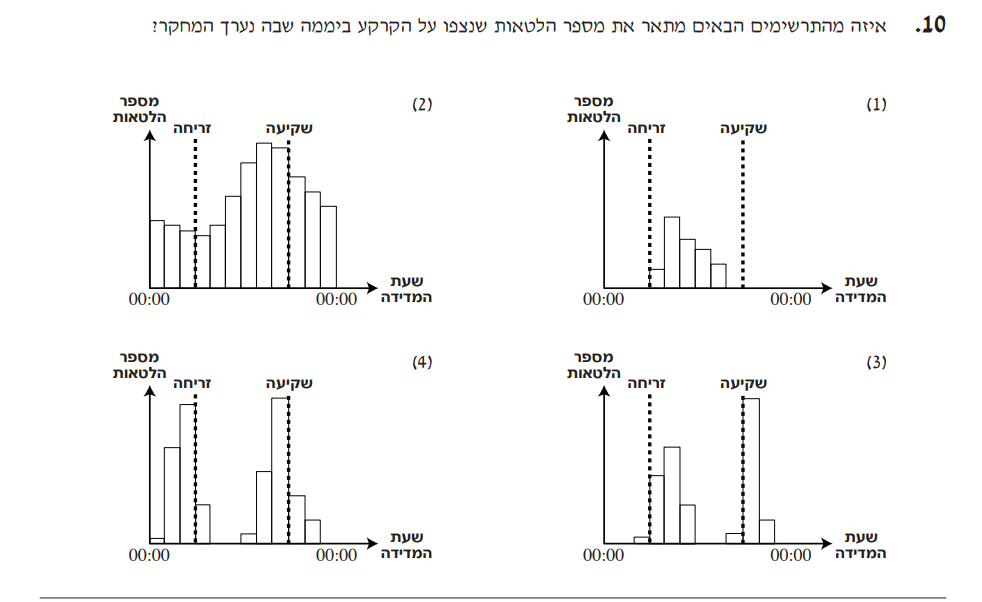 10. איזה מהתרשימים הבאים מתאר את מספר הלטאות שנצפו על הקרקע ביממה שבה נערך המחקר?
(1)
מספר
הלטאות
זריחה
שקיעה
שעת
המדידה
00:00
00:00
(2)
מספר
הלטאות
זריחה
שקיעה
שעת
המדידה
00:00
00:00
(3)
מספר
הלטאות
זריחה
שקיעה
שעת
המדידה
00:00
00:00
(4)
מספר
הלטאות
זריחה
שקיעה
שעת
המדידה
00:00
00:00